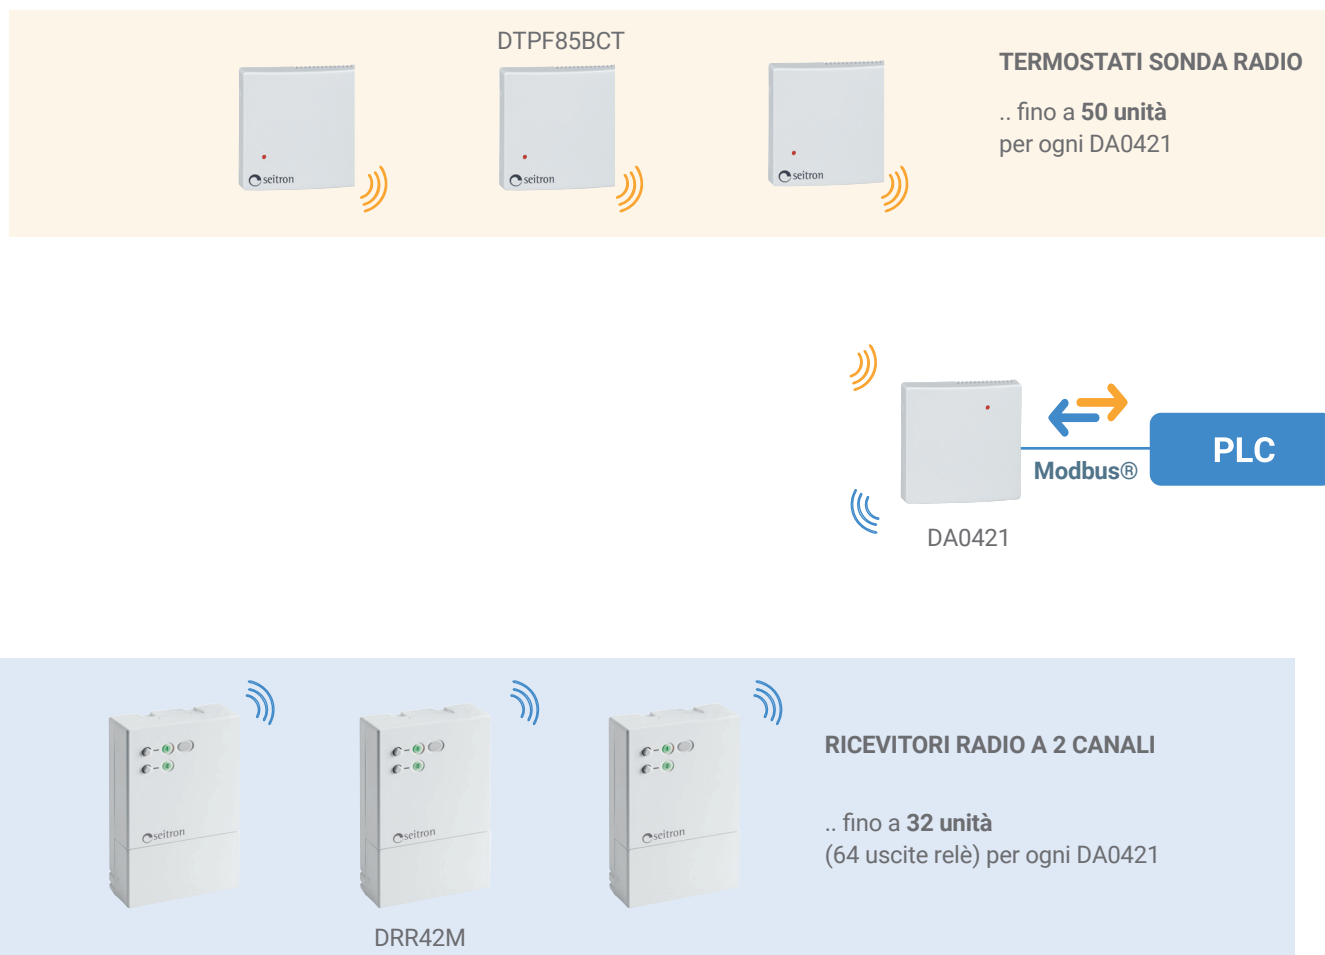 DTPF85BCT
TERMOSTATI SONDA RADIO
.. fino a 50 unità
per ogni DA0421
seitron
seitron
seitron
PLC
Modbus®
DA0421
RICEVITORI RADIO A 2 CANALI
.. fino a 32 unità
(64 uscite relè) per ogni DA0421
seitron
seitron
seitron
DRR42M